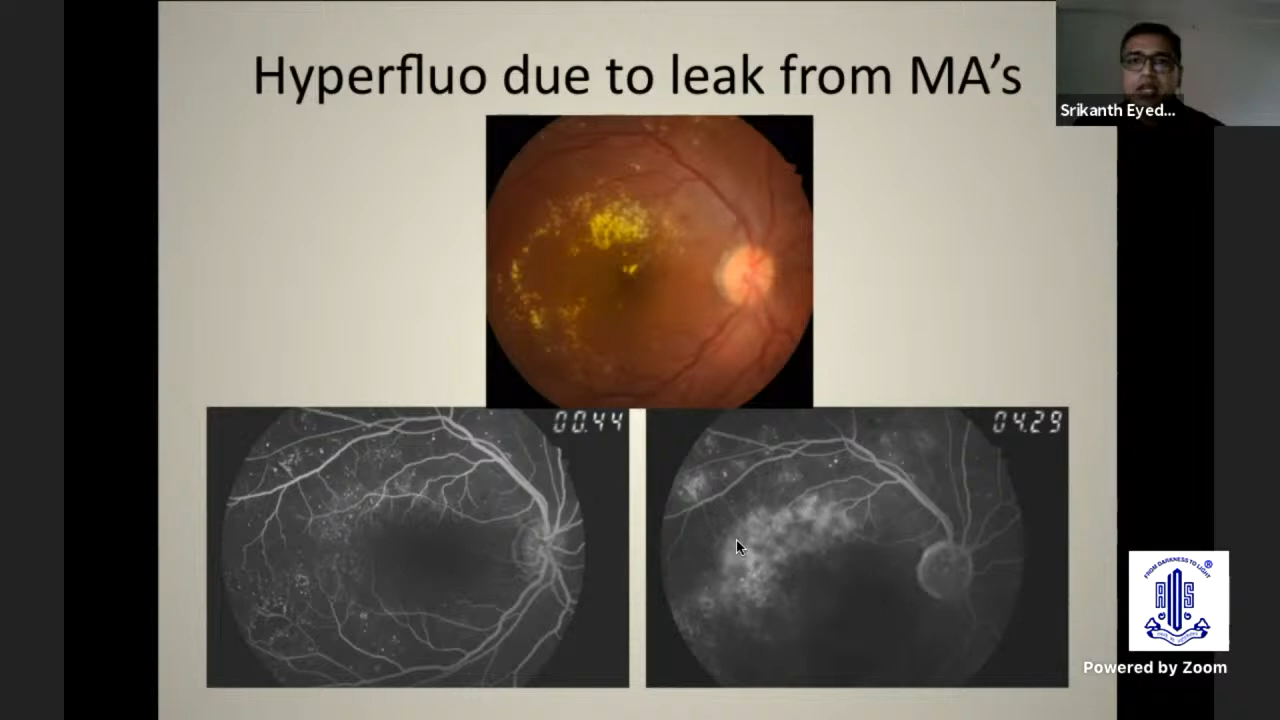 Hyperfluo due to leak from MA's
Srikanth Eyed...
00.44
04.29
FROM DARKNESS TO LIGHT
®
AIOS
Powered by Zoom